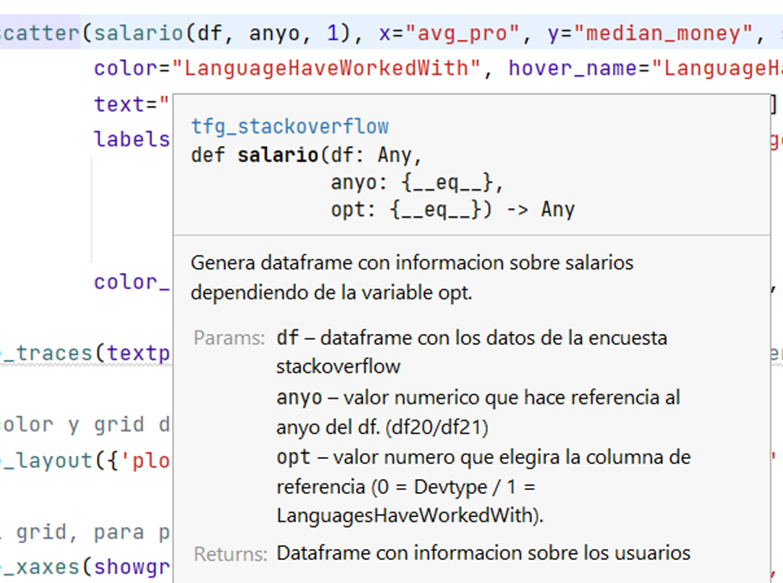 scatter(salario(df, anyo, 1), x="avg_pro", y="median_money",
color="LanguageHaveWorkedWith", hover_name="LanguageHa
text="
labels
tfg_stackoverflow
def salario(df: Any,
anyo: {__eq__},
opt: {__eq__}) -> Any
Genera dataframe con informacion sobre salarios
dependiendo de la variable opt.
color_
Params: df – dataframe con los datos de la encuesta
stackoverflow
_traces(textp
anyo – valor numerico que hace referencia al
anyo del df. (df20/df21)
color y grid d
opt – valor numero que elegira la columna de
_layout({'plo
referencia (0 = Devtype / 1 =
LanguagesHaveWorkedWith).
grid, para p
Returns: Dataframe con informacion sobre los usuarios
_xaxes(showgr